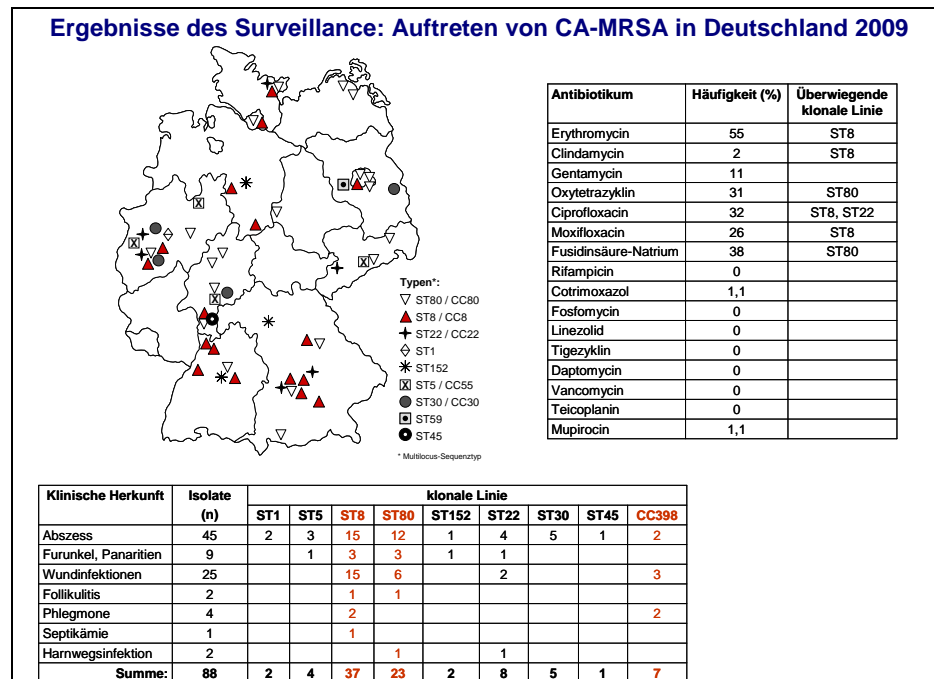 Ergebnisse des Surveillance: Auftreten von CA-MRSA in Deutschland 2009
Typen*:
ST80 / CC80
ST8 / CC8
ST22 / CC22
ST1
ST152
X ST5 / CC55
ST30 / CC30
ST59
ST45
* Multilocus-Sequenztyp
Antibiotikum Häufigkeit (%) Überwiegende klonale Linie
Erythromycin 55 ST8
Clindamycin 2 ST8
Gentamycin 11
Oxytetrazyklin 31 ST80
Ciprofloxacin 32 ST8, ST22
Moxifloxacin 26 ST8
Fusidinsäure-Natrium 38 ST80
Rifampicin 0
Cotrimoxazol 1,1
Fosfomycin 0
Linezolid 0
Tigezyklin 0
Daptomycin 0
Vancomycin 0
Teicoplanin 0
Mupirocin 1,1
Klinische Herkunft Isolate (n) klonale Linie
ST1 ST5 ST8 ST80 ST152 ST22 ST30 ST45 CC398
Abszess 45 2 3 15 12 1 4 5 1 2
Furunkel, Panaritien 9 1 3 3 1 1
Wundinfektionen 25 15 6 2 3
Follikulitis 2 1 1
Phlegmone 4 2 2
Septikämie 1 1
Harnwegsinfektion 2 1 1
Summe: 88 2 4 37 23 2 8 5 1 7